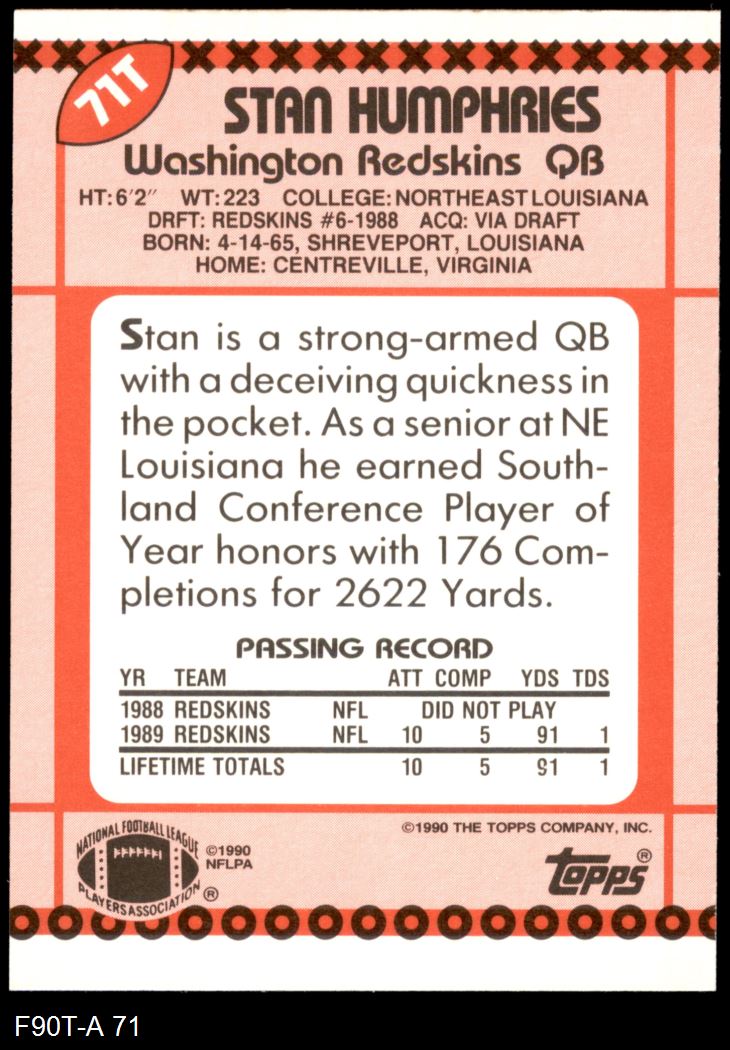 71T
STAN HUMPHRIES
Washington Redskins QB
HT:6'2" WT:223 COLLEGE:NORTHEAST LOUISIANA
DRFT: REDSKINS #6-1988 ACQ: VIA DRAFT
BORN: 4-14-65, SHREVEPORT, LOUISIANA
HOME: CENTREVILLE, VIRGINIA
Stan is a strong-armed QB
with a deceiving quickness in
the pocket. As a senior at NE
Louisiana he earned South-
land Conference Player of
Year honors with 176 Com-
pletions for 2622 Yards.
PASSING RECORD
YR TEAM ATT COMP YDS TDS
1988 REDSKINS NFL DID NOT PLAY
1989 REDSKINS NFL 10 5 91 1
LIFETIME TOTALS 10 5 91 1
©1990 THE TOPPS COMPANY, INC.
NATIONAL FOOTBALL LEAGUE
PLAYERS ASSOCIATION ®
©1990
NFLPA
topps®
F90T-A 71